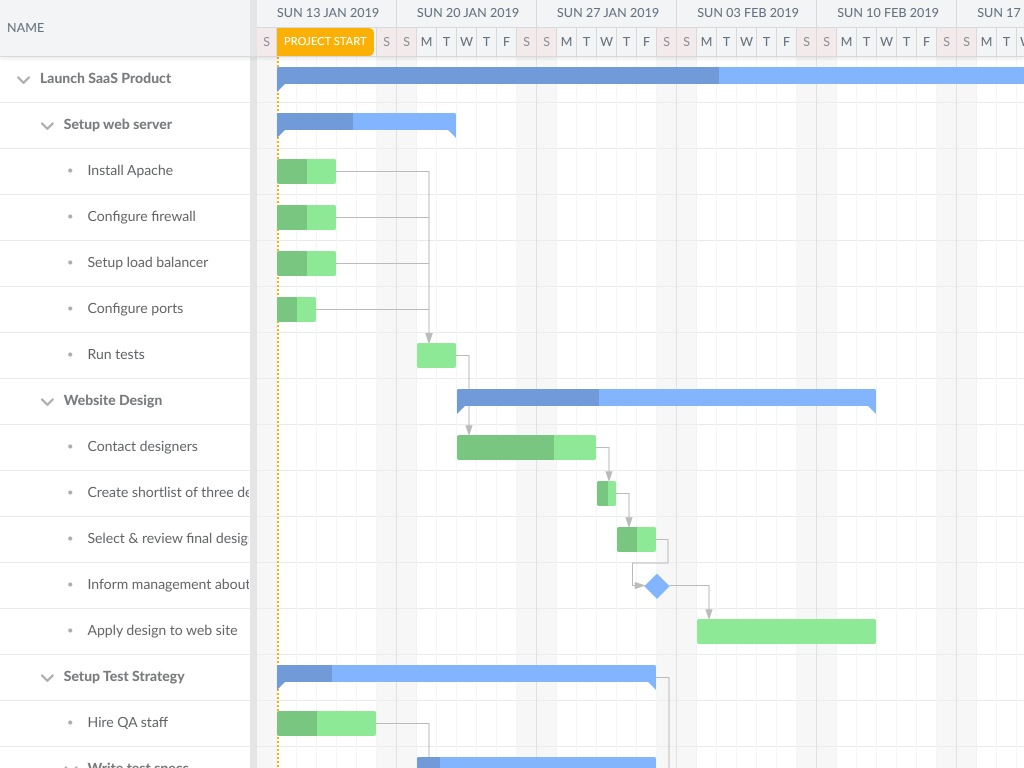 NAME
SUN 13 JAN 2019 SUN 20 JAN 2019 SUN 27 JAN 2019 SUN 03 FEB 2019 SUN 10 FEB 2019 SUN 17
S PROJECT START S S M T W T F S S M T W T F S S M T W T F S S M T W T F S S M T
Launch SaaS Product
Setup web server
Install Apache
Configure firewall
Setup load balancer
Configure ports
Run tests
Website Design
Contact designers
Create shortlist of three de
Select & review final desig
Inform management about
Apply design to web site
Setup Test Strategy
Hire QA staff
Write test specs